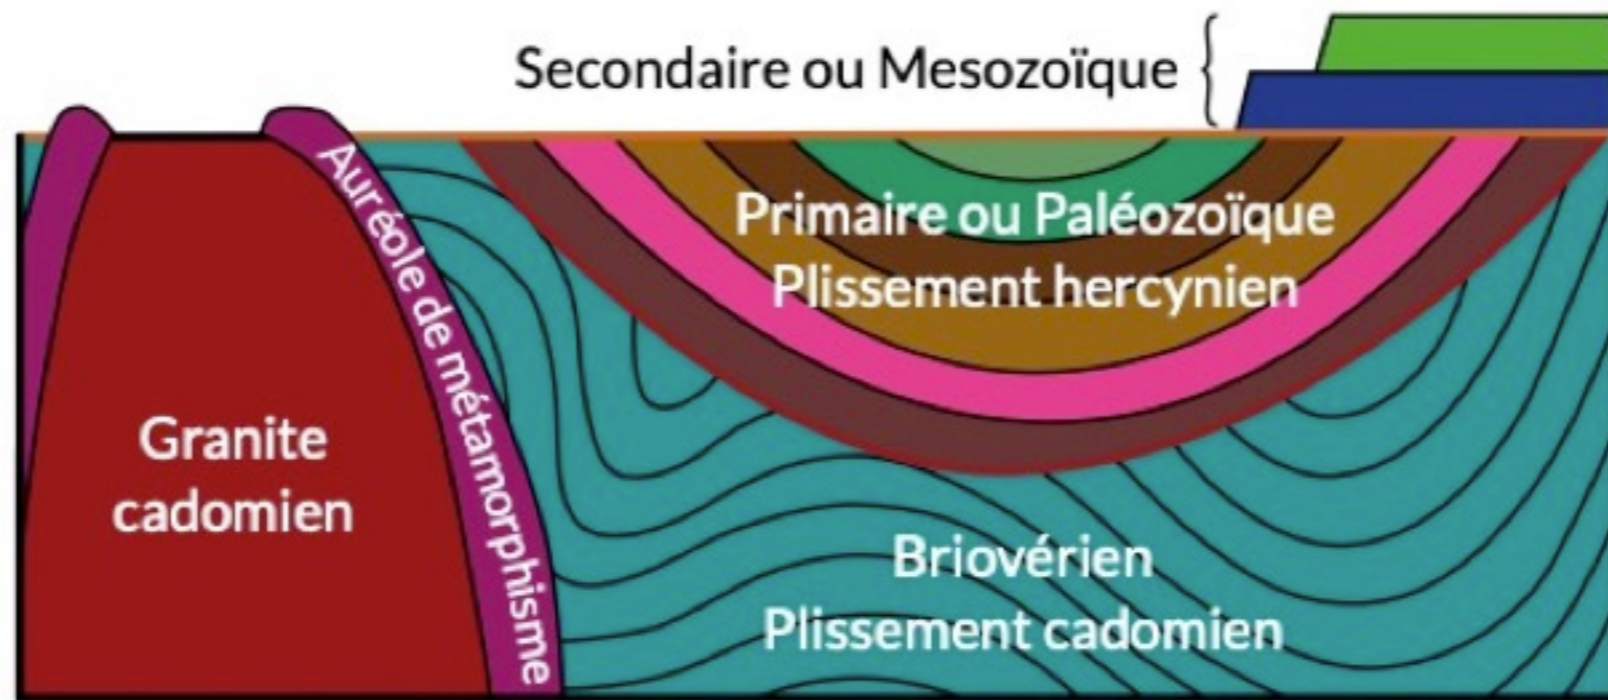 Secondaire ou Mesozoïque
Auréole de métamorphisme
Primaire ou Paléozoïque
Plissement hercynien
Granite
cadomien
Briovérien
Plissement cadomien